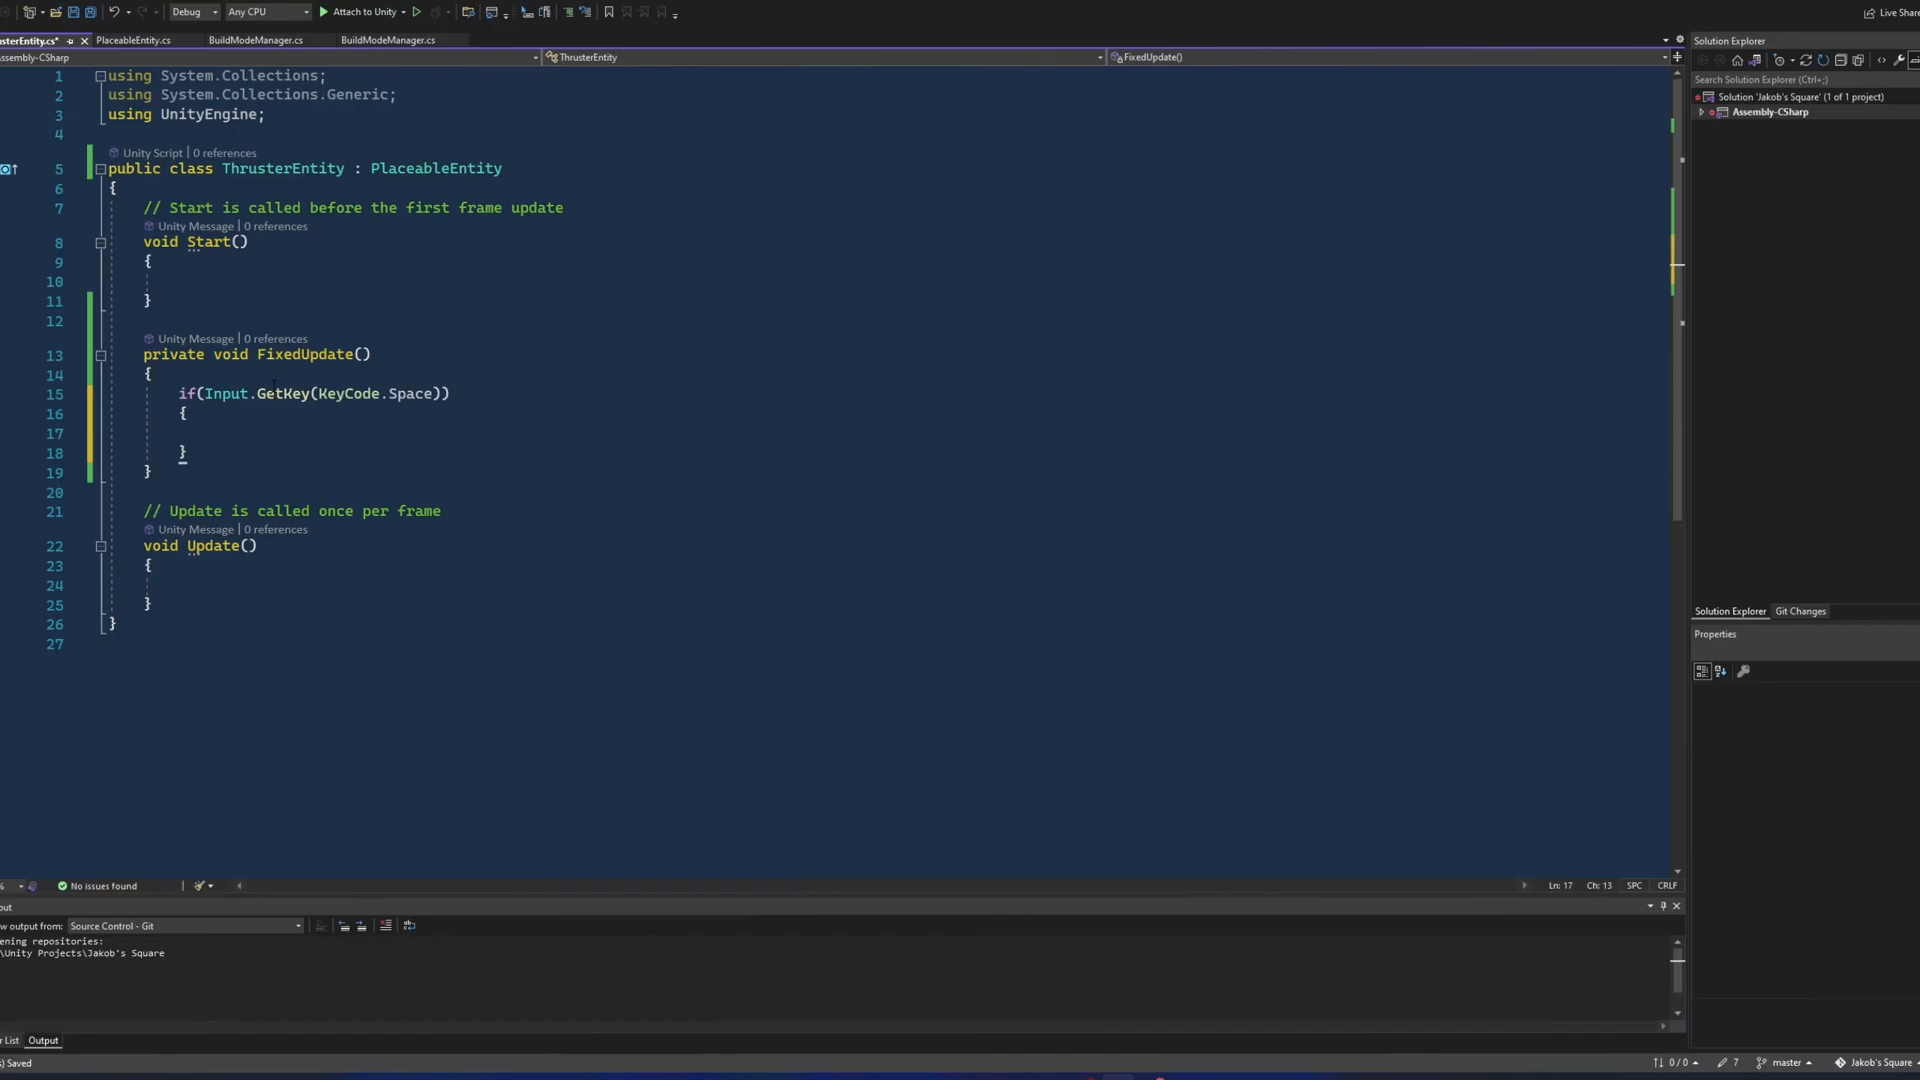 Debug Any CPU Attach to Unity Live Share
usterEntity.cs* PlaceableEntity.cs BuildModeManager.cs BuildModeManager.cs
Assembly-CSharp ThrusterEntity FixedUpdate()
1 using System.Collections;
2 using System.Collections.Generic;
3 using UnityEngine;
4
Unity Script | 0 references
5 public class ThrusterEntity : PlaceableEntity
6 {
7 // Start is called before the first frame update
Unity Message | 0 references
8 void Start()
9 {
10
11 }
12
Unity Message | 0 references
13 private void FixedUpdate()
14 {
15 if(Input.GetKey(KeyCode.Space))
16 {
17
18 }
19 }
20
21 // Update is called once per frame
Unity Message | 0 references
22 void Update()
23 {
24
25 }
26 }
27
% No issues found Ln: 17 Ch: 13 SPC CRLF
put
w output from: Source Control - Git
ening repositories:
\Unity Projects\Jakob's Square
r List Output
) Saved 0 / 0 7 master Jakob's Square
Solution Explorer
Search Solution Explorer (Ctrl+;)
Solution 'Jakob's Square' (1 of 1 project)
Assembly-CSharp
Solution Explorer Git Changes
Properties